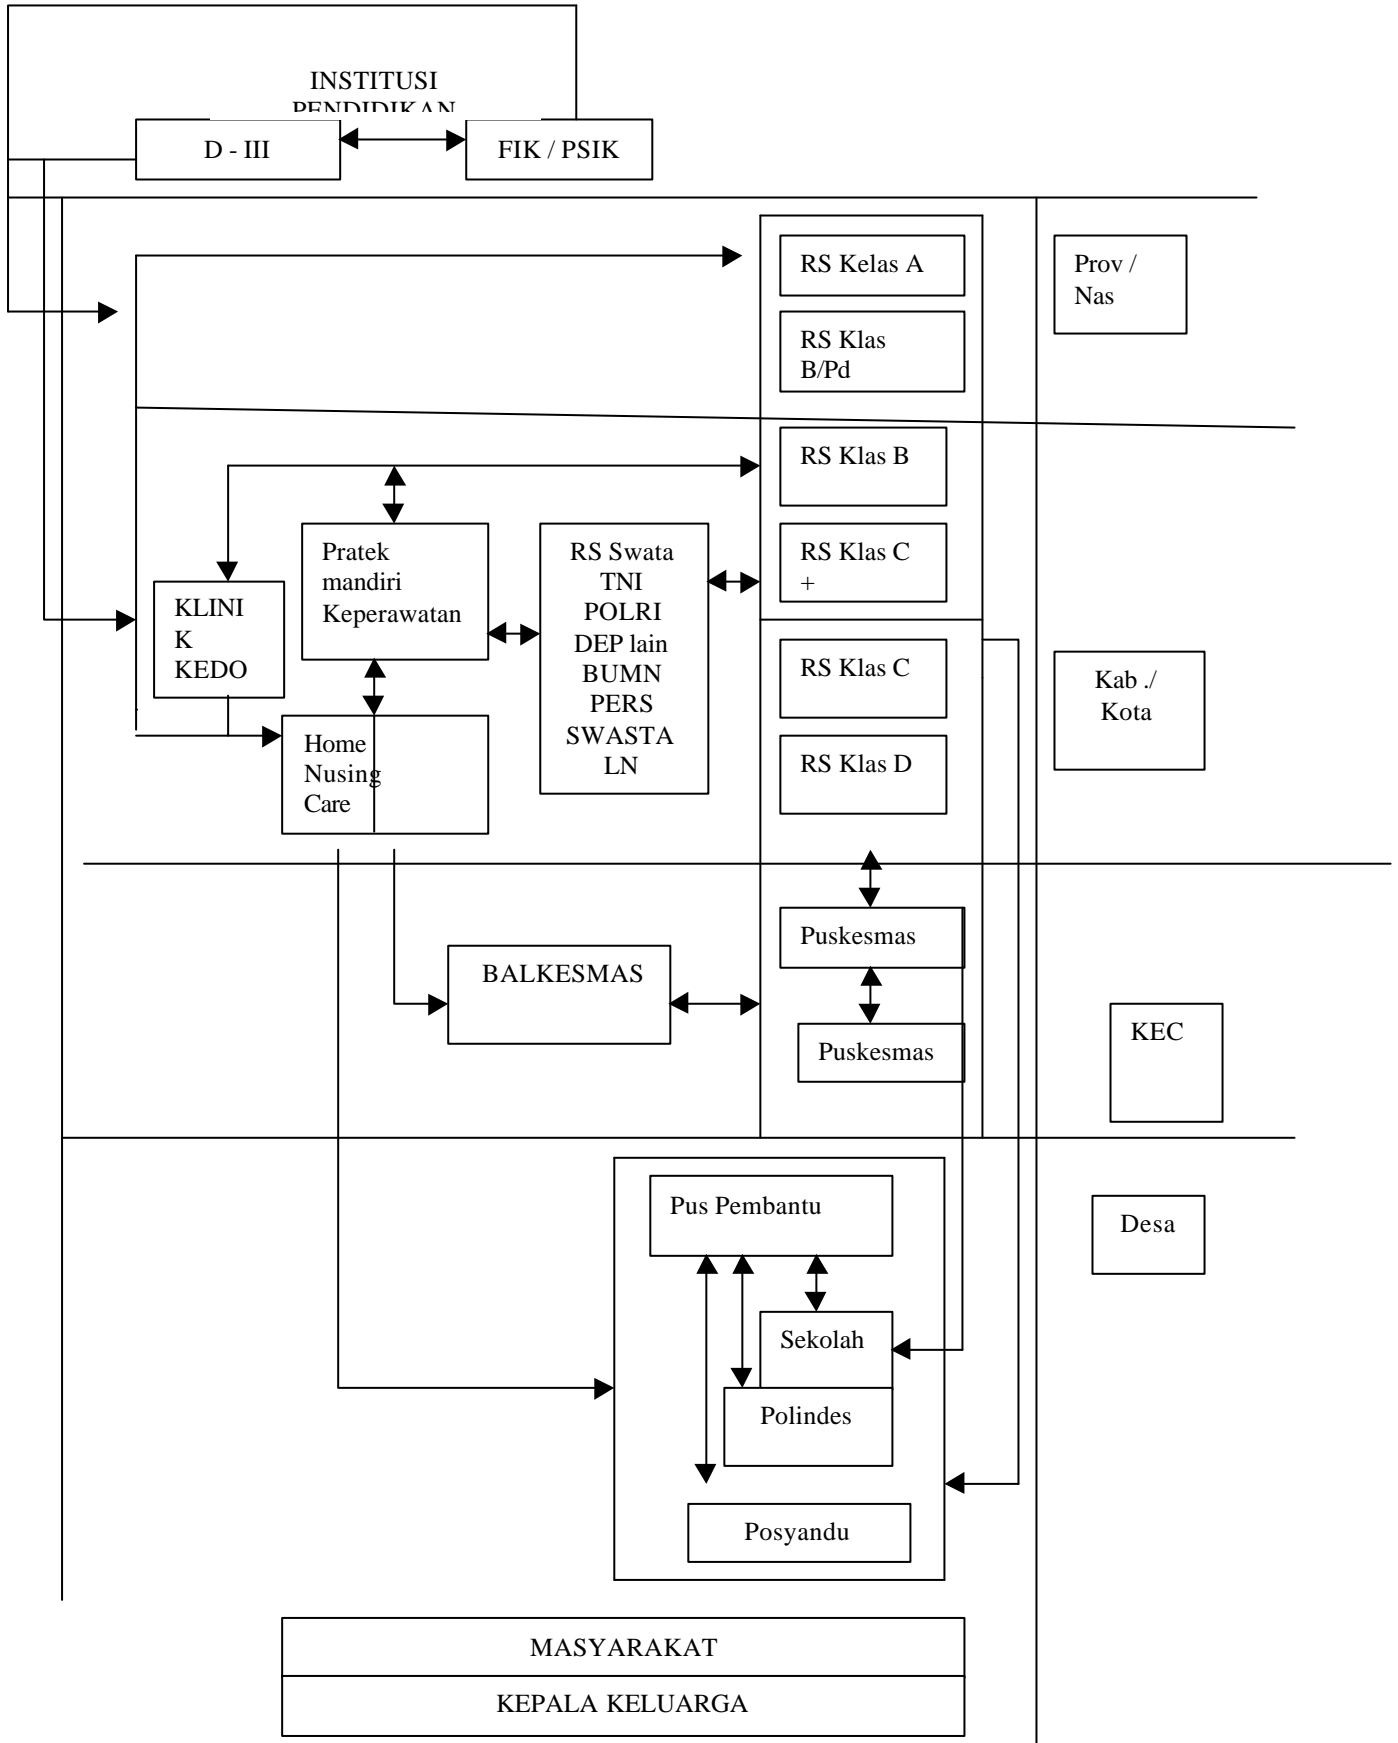 INSTITUSI
PENDIDIKAN
D - III
FIK / PSIK
RS Kelas A
Prov /
Nas
RS Klas
B/Pd
RS Klas B
Pratek
mandiri
Keperawatan
RS Swata
TNI
POLRI
DEP lain
BUMN
PERS
SWASTA
LN
RS Klas C
+
KLINI
K
KEDO
RS Klas C
Kab ./
Kota
Home
Nusing
Care
RS Klas D
Puskesmas
BALKESMAS
Puskesmas
KEC
Pus Pembantu
Desa
Sekolah
Polindes
Posyandu
MASYARAKAT
KEPALA KELUARGA